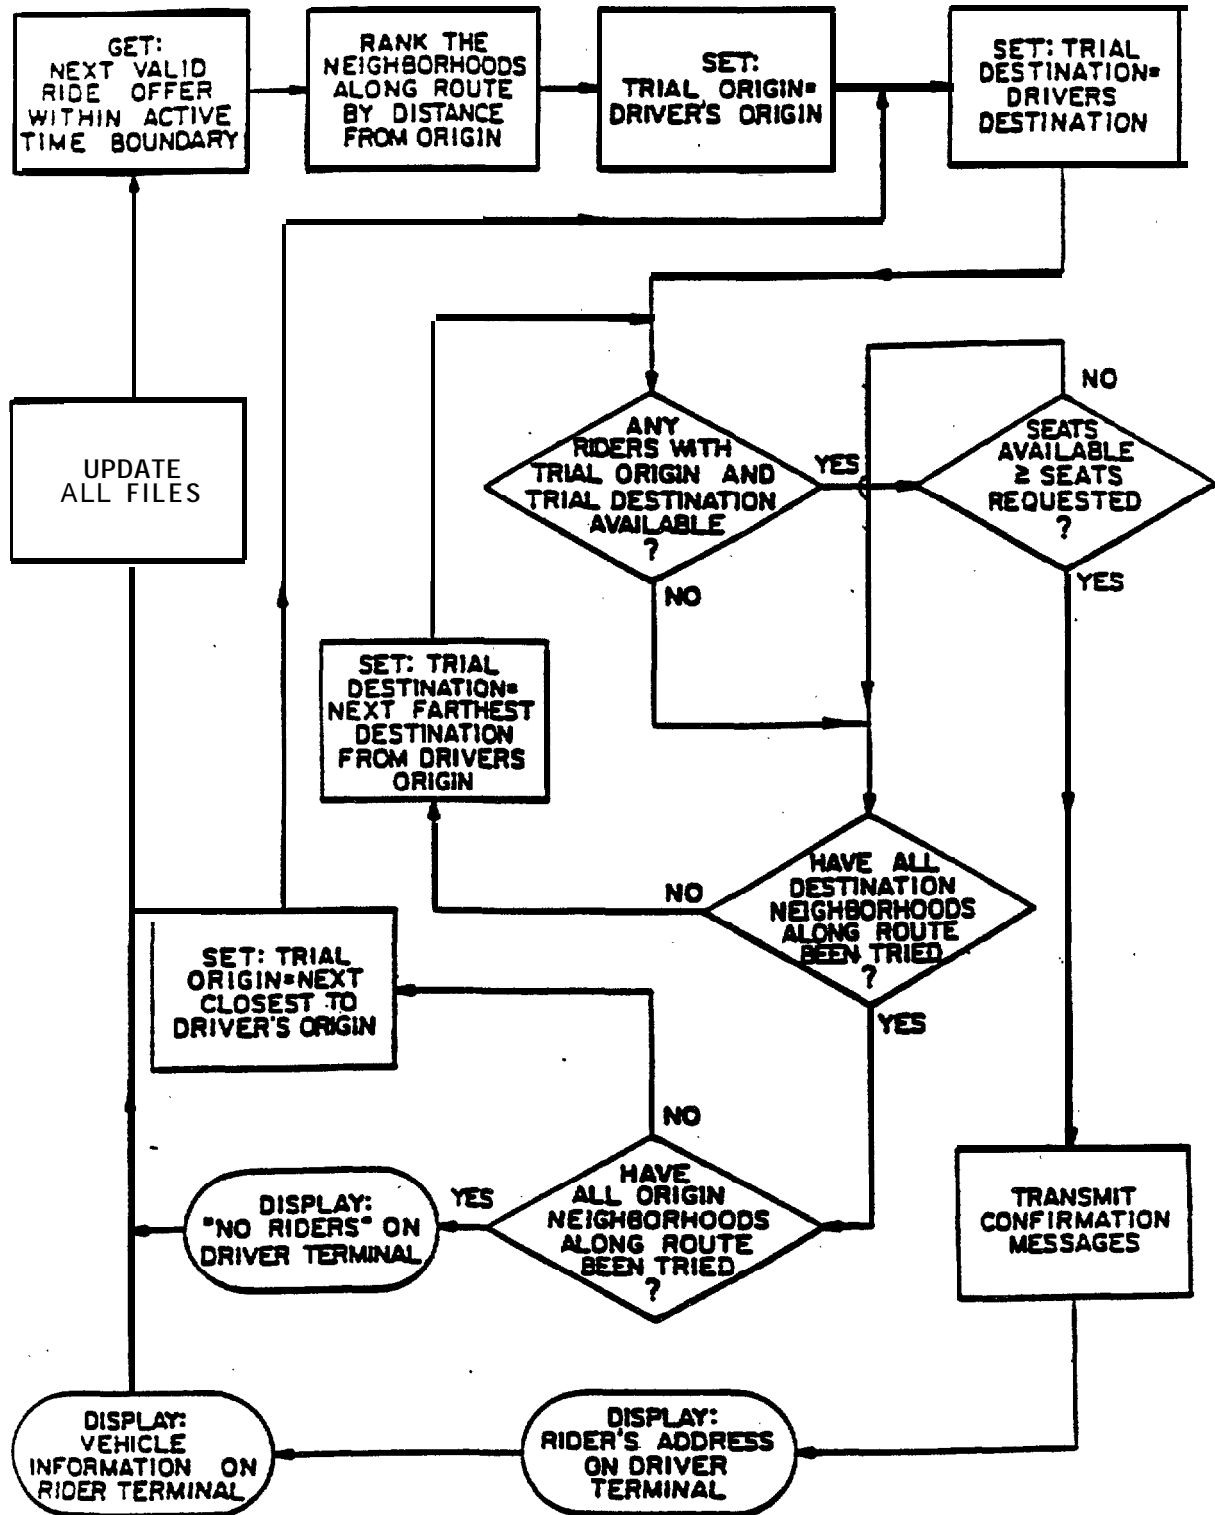 GET:
NEXT VALID
RIDE OFFER
WITHIN ACTIVE
TIME BOUNDARY
RANK THE
NEIGHBORHOODS
ALONG ROUTE
BY DISTANCE
FROM ORIGIN
SET:
TRIAL ORIGIN=
DRIVER'S ORIGIN
SET: TRIAL
DESTINATION=
DRIVERS
DESTINATION
UPDATE
ALL FILES
ANY
RIDERS WITH
TRIAL ORIGIN AND
TRIAL DESTINATION
AVAILABLE
?
YES
NO
NO
SEATS
AVAILABLE
≥ SEATS
REQUESTED
?
YES
SET: TRIAL
DESTINATION=
NEXT FARTHEST
DESTINATION
FROM DRIVERS
ORIGIN
NO
HAVE ALL
DESTINATION
NEIGHBORHOODS
ALONG ROUTE
BEEN TRIED
?
YES
SET: TRIAL
ORIGIN=NEXT
CLOSEST TO
DRIVER'S ORIGIN
NO
HAVE
ALL ORIGIN
NEIGHBORHOODS
ALONG ROUTE
BEEN TRIED
?
YES
DISPLAY:
"NO RIDERS" ON
DRIVER TERMINAL
TRANSMIT
CONFIRMATION
MESSAGES
DISPLAY:
RIDER'S ADDRESS
ON DRIVER
TERMINAL
DISPLAY:
VEHICLE
INFORMATION ON
RIDER TERMINAL